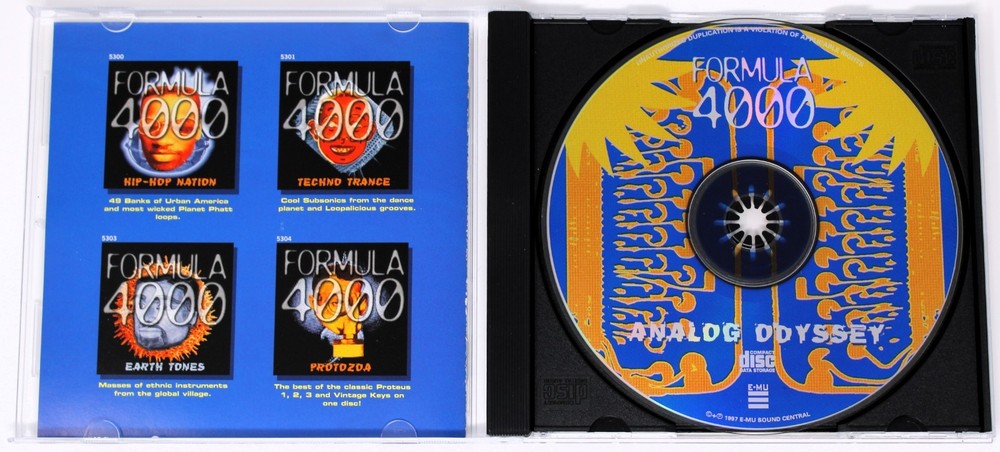 5300
FORMULA
4000
HIP-HOP NATION
49 Banks of Urban America
and most wicked Planet Phatt
loops.
5301
FORMULA
4000
TECHNO TRANCE
Cool Subsonics from the dance
planet and Loopalicious grooves.
5303
FORMULA
4000
EARTH TONES
Masses of ethnic instruments
from the global village.
5304
FORMULA
4000
PROTOZOA
The best of the classic Proteus
1, 2, 3 and Vintage Keys on
one disc!
DUPLICATION IS A VIOLATION OF APPLICABLE
FORMULA
4000
ANALOG ODYSSEY
COMPACT
disc
DATA STORAGE
E-MU
©+℗ 1997 E-MU SOUND CENTRAL